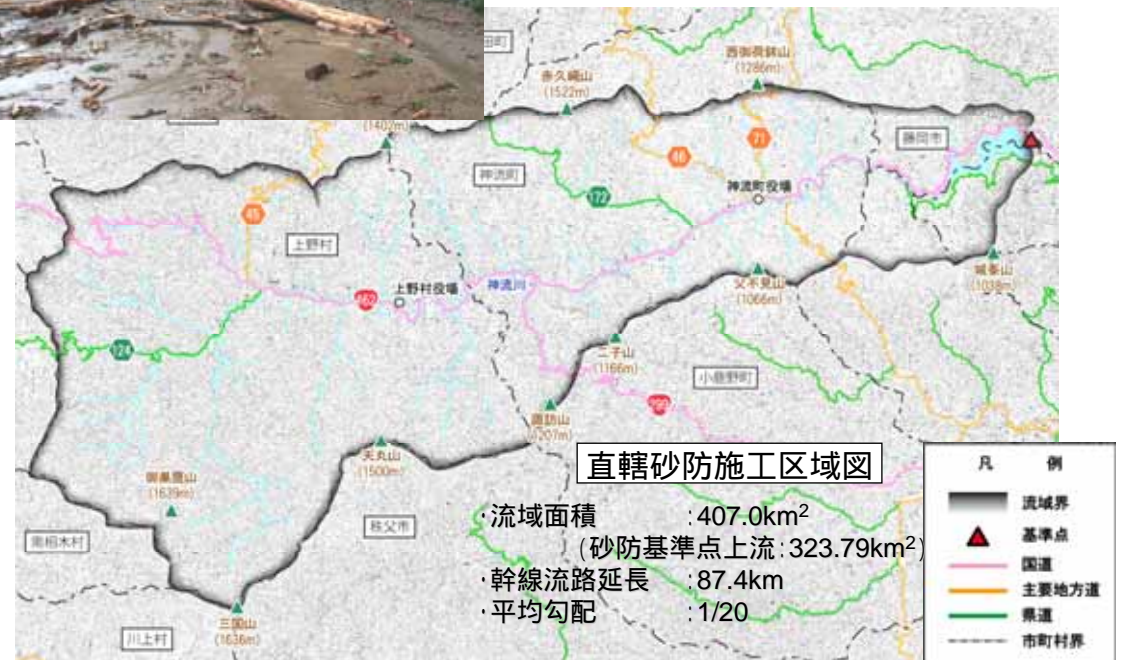 西御荷鉾山
(1286m)
赤久縄山
(1522m)
(1402m)
藤岡市
71
46
神流町
172
神流町役場
45
上野村
上野村役場
神流川
462
父不見山
(1066m)
城峯山
(1038m)
124
二子山
(1166m)
小鹿野町
299
諏訪山
(1207m)
天丸山
(1500m)
御巣鷹山
(1639m)
秩父市
南相木村
三国山
(1636m)
川上村
直轄砂防施工区域図
・流域面積 :407.0km²
(砂防基準点上流:323.79km²)
・幹線流路延長 :87.4km
・平均勾配 :1/20
凡 例
流域界
基準点
国道
主要地方道
県道
市町村界